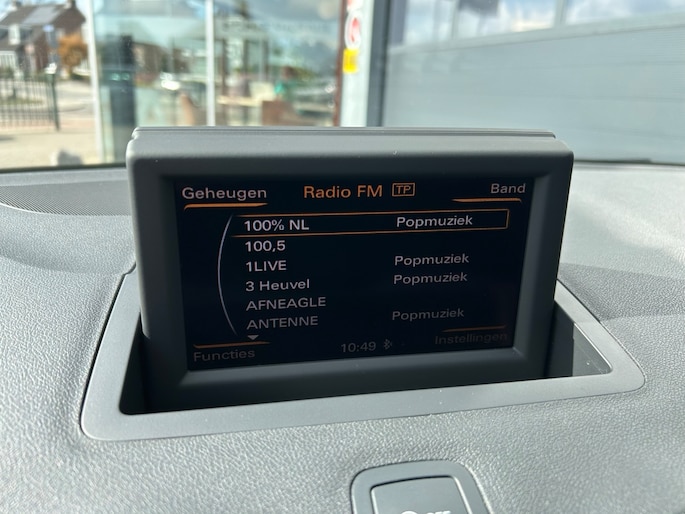 Geheugen Radio FM TP Band
100% NL Popmuziek
100,5
1LIVE Popmuziek
3 Heuvel Popmuziek
AFNEAGLE
ANTENNE Popmuziek
Functies 10:49 Instellingen